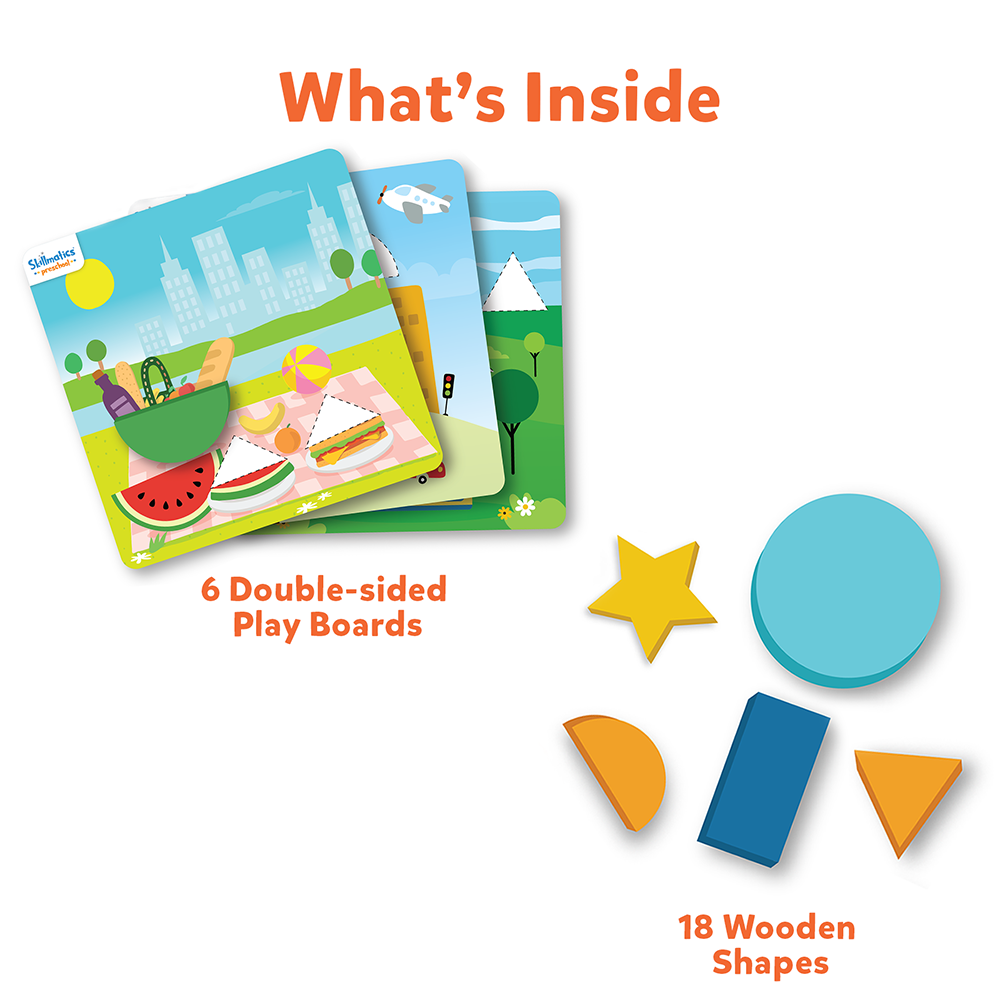 What's Inside
Skillmatics
preschool
6 Double-sided
Play Boards
18 Wooden
Shapes